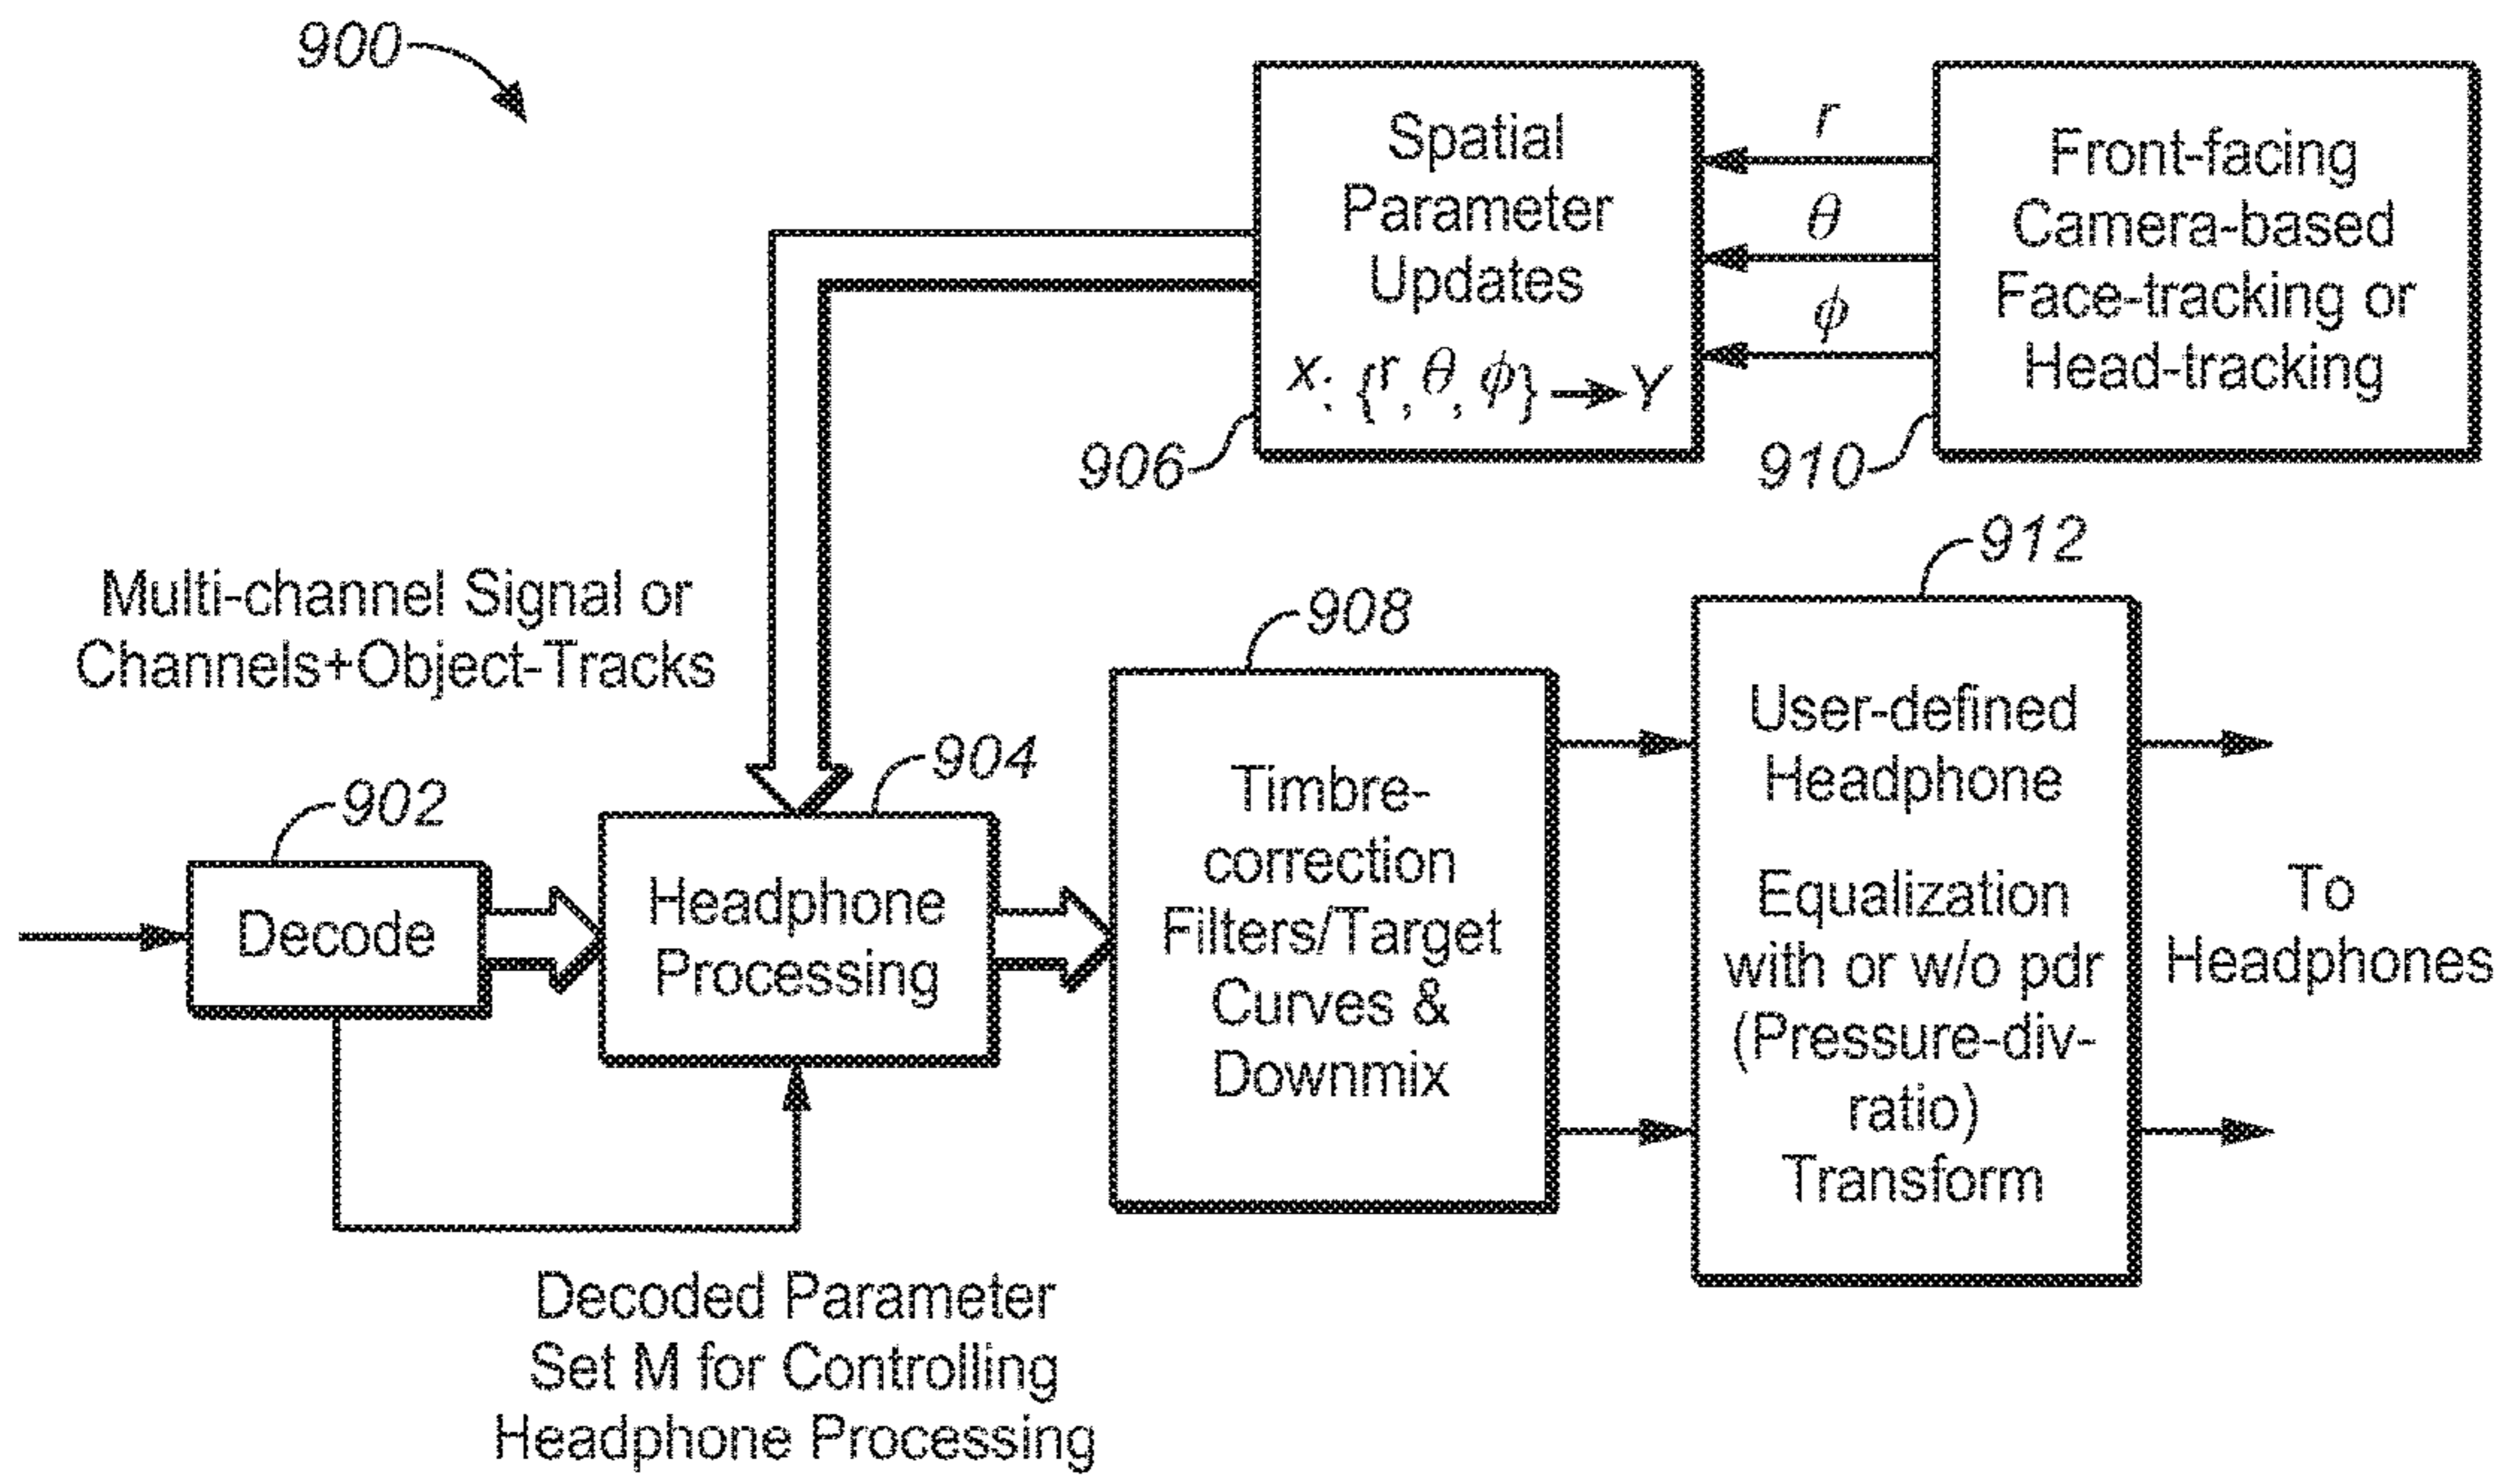 900
Spatial
Parameter
Updates
x: {r, θ, ϕ} → Y
906
r
θ
ϕ
Front-facing
Camera-based
Face-tracking or
Head-tracking
910
Multi-channel Signal or
Channels+Object-Tracks
902
Decode
904
Headphone
Processing
908
Timbre-
correction
Filters/Target
Curves &
Downmix
912
User-defined
Headphone
Equalization
with or w/o pdr
(Pressure-div-
ratio)
Transform
To
Headphones
Decoded Parameter
Set M for Controlling
Headphone Processing